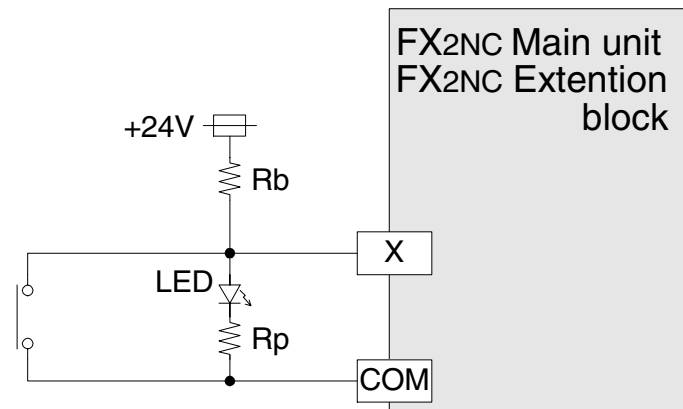 FX2NC Main unit
FX2NC Extention
block
+24V
Rb
X
LED
Rp
COM